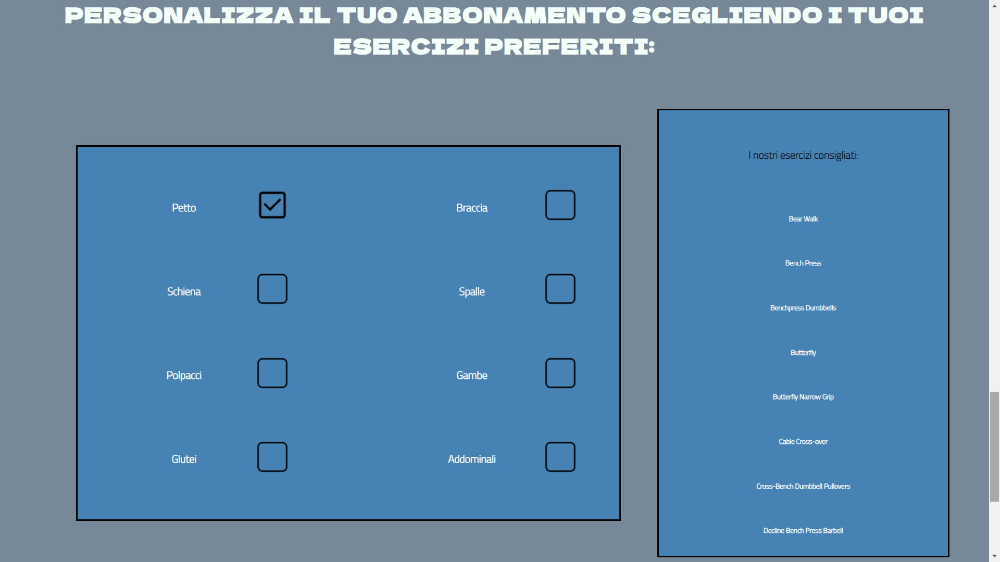 PERSONALIZZA IL TUO ABBONAMENTO SCEGLIENDO I TUOI
ESERCIZI PREFERITI:
Petto
Braccia
Schiena
Spalle
Polpacci
Gambe
Glutei
Addominali
I nostri esercizi consigliati:
Bear Walk
Bench Press
Benchpress Dumbbells
Butterfly
Butterfly Narrow Grip
Cable Cross-over
Cross-Bench Dumbbell Pullovers
Decline Bench Press Barbell